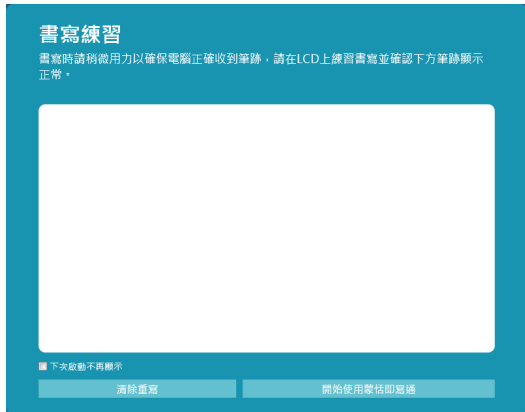 書寫練習
書寫時請稍微用力以確保電腦正確收到筆跡，請在LCD上練習書寫並確認下方筆跡顯示
正常。
下次啟動不再顯示
清除重寫
開始使用蒙恬即寫通